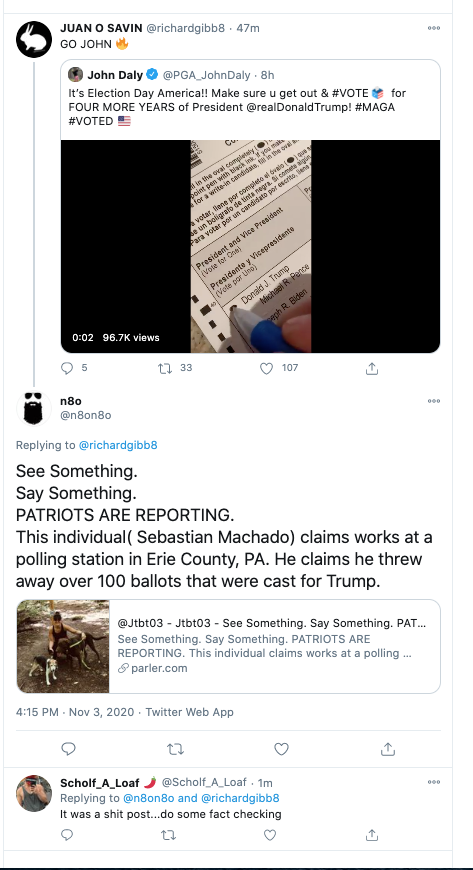 JUAN O SAVIN @richardgibb8 · 47m
GO JOHN 🔥
John Daly @PGA_JohnDaly · 8h
It's Election Day America!! Make sure u get out & #VOTE🗳️ for
FOUR MORE YEARS of President @realDonaldTrump! #MAGA
#VOTED 🇺🇸
President and Vice President
(Vote for One)
Presidente y Vicepresidente
(Vote por Uno)
Donald J. Trump
Michael R. Pence
R. Biden
0:02 96.7K views
5 33 107
n8o
@n8on8o
Replying to @richardgibb8
See Something.
Say Something.
PATRIOTS ARE REPORTING.
This individual( Sebastian Machado) claims works at a
polling station in Erie County, PA. He claims he threw
away over 100 ballots that were cast for Trump.
@Jtbt03 - Jtbt03 - See Something. Say Something. PAT...
See Something. Say Something. PATRIOTS ARE
REPORTING. This individual claims works at a polling ...
parler.com
4:15 PM · Nov 3, 2020 · Twitter Web App
Scholf_A_Loaf 🌶️ @Scholf_A_Loaf · 1m
Replying to @n8on8o and @richardgibb8
It was a shit post...do some fact checking